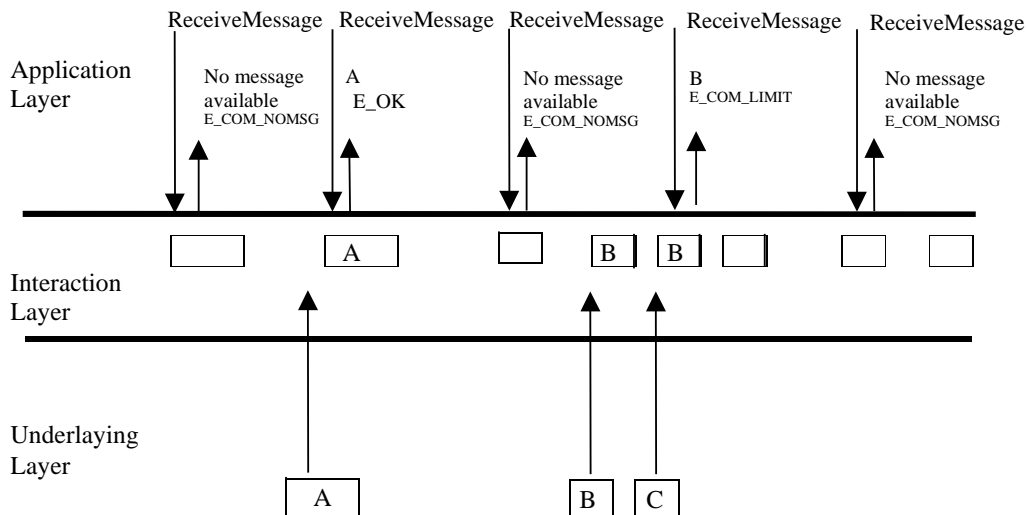 ReceiveMessage ReceiveMessage ReceiveMessage ReceiveMessage ReceiveMessage
Application
Layer
No message
available
E_COM_NOMSG
A
E_OK
No message
available
E_COM_NOMSG
B
E_COM_LIMIT
No message
available
E_COM_NOMSG
A
B
B
Interaction
Layer
Underlaying
Layer
A
B
C